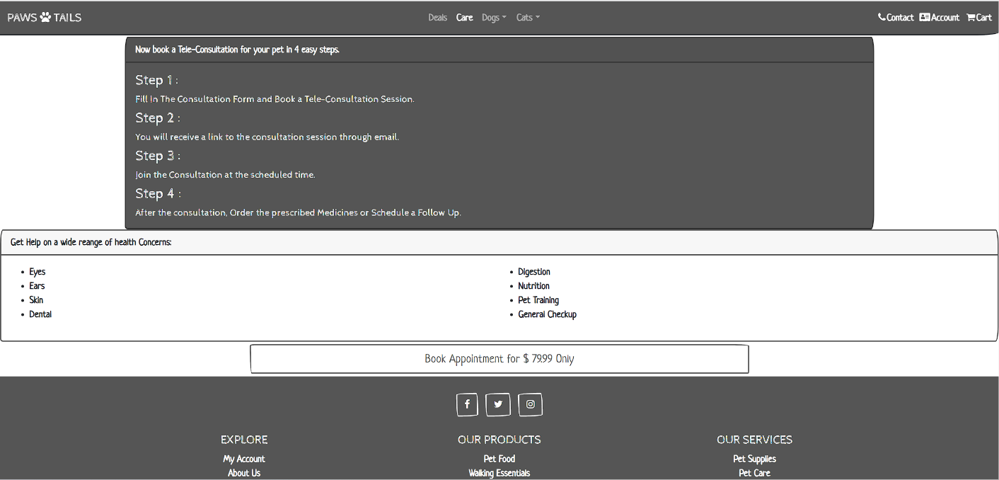 PAWS TAILS
Deals Care Dogs Cats
Contact Account Cart
Now book a Tele-Consultation for your pet in 4 easy steps.
Step 1 :
Fill In The Consultation Form and Book a Tele-Consultation Session.
Step 2 :
You will receive a link to the consultation session through email.
Step 3 :
Join the Consultation at the scheduled time.
Step 4 :
After the consultation, Order the prescribed Medicines or Schedule a Follow Up.
Get Help on a wide reange of health Concerns:
Eyes
Ears
Skin
Dental
Digestion
Nutrition
Pet Training
General Checkup
Book Appointment for $ 79.99 Only
EXPLORE
My Account
About Us
OUR PRODUCTS
Pet Food
Walking Essentials
OUR SERVICES
Pet Supplies
Pet Care